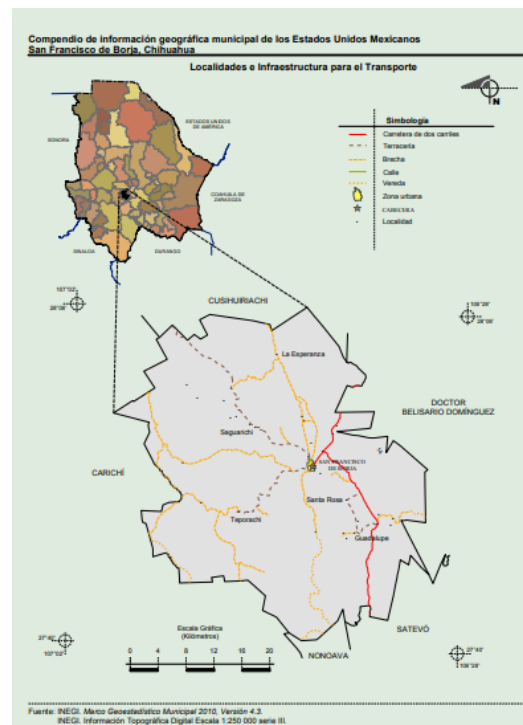 Compendio de información geográfica municipal de los Estados Unidos Mexicanos
San Francisco de Borja, Chihuahua
Localidades e Infraestructura para el Transporte
N
ESTADOS UNIDOS
DE AMÉRICA
SONORA
COAHUILA DE
ZARAGOZA
SINALOA
DURANGO
Simbología
Carretera de dos carriles
Terracería
Brecha
Calle
Vereda
Zona urbana
CABECERA
Localidad
107°02'
28°08'
106°28'
28°08'
CUSIHUIRIACHI
La Esperanza
DOCTOR
BELISARIO DOMÍNGUEZ
Seguarichi
CARICHÍ
SAN FRANCISCO
DE BORJA
Santa Rosa
Teporachi
Guadalupe
SATEVÓ
NONOAVA
27°40'
107°02'
27°40'
106°28'
Escala Gráfica
(Kilómetros)
0 4 8 12 16 20
Fuente: INEGI. Marco Geoestadístico Municipal 2010, Versión 4.3.
INEGI. Información Topográfica Digital Escala 1:250 000 serie III.